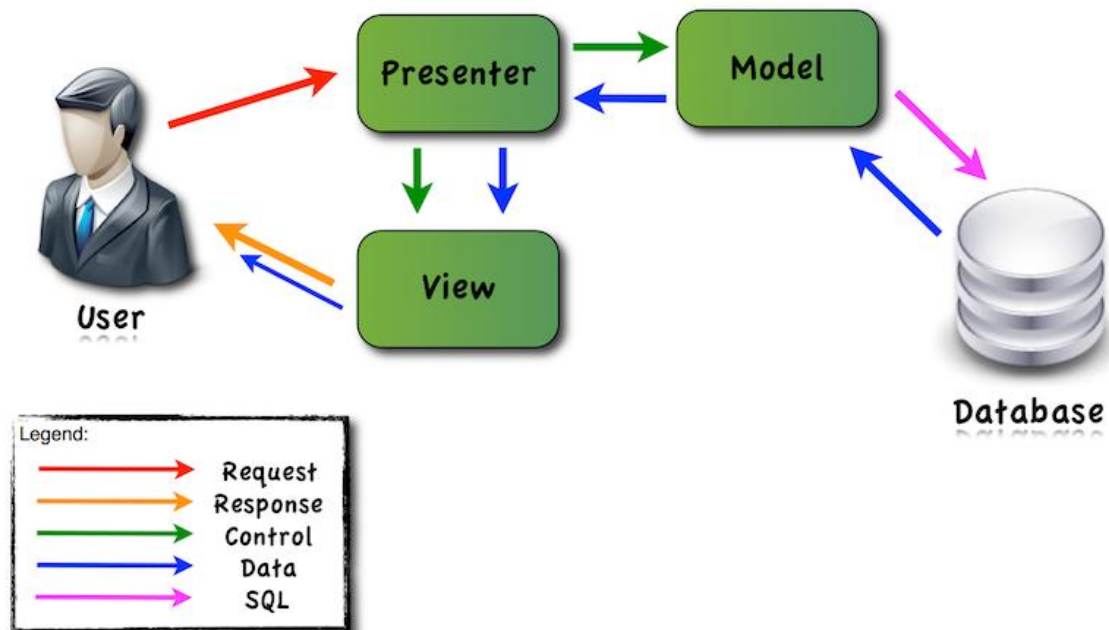 Presenter
Model
View
User
Database
Legend:
Request
Response
Control
Data
SQL